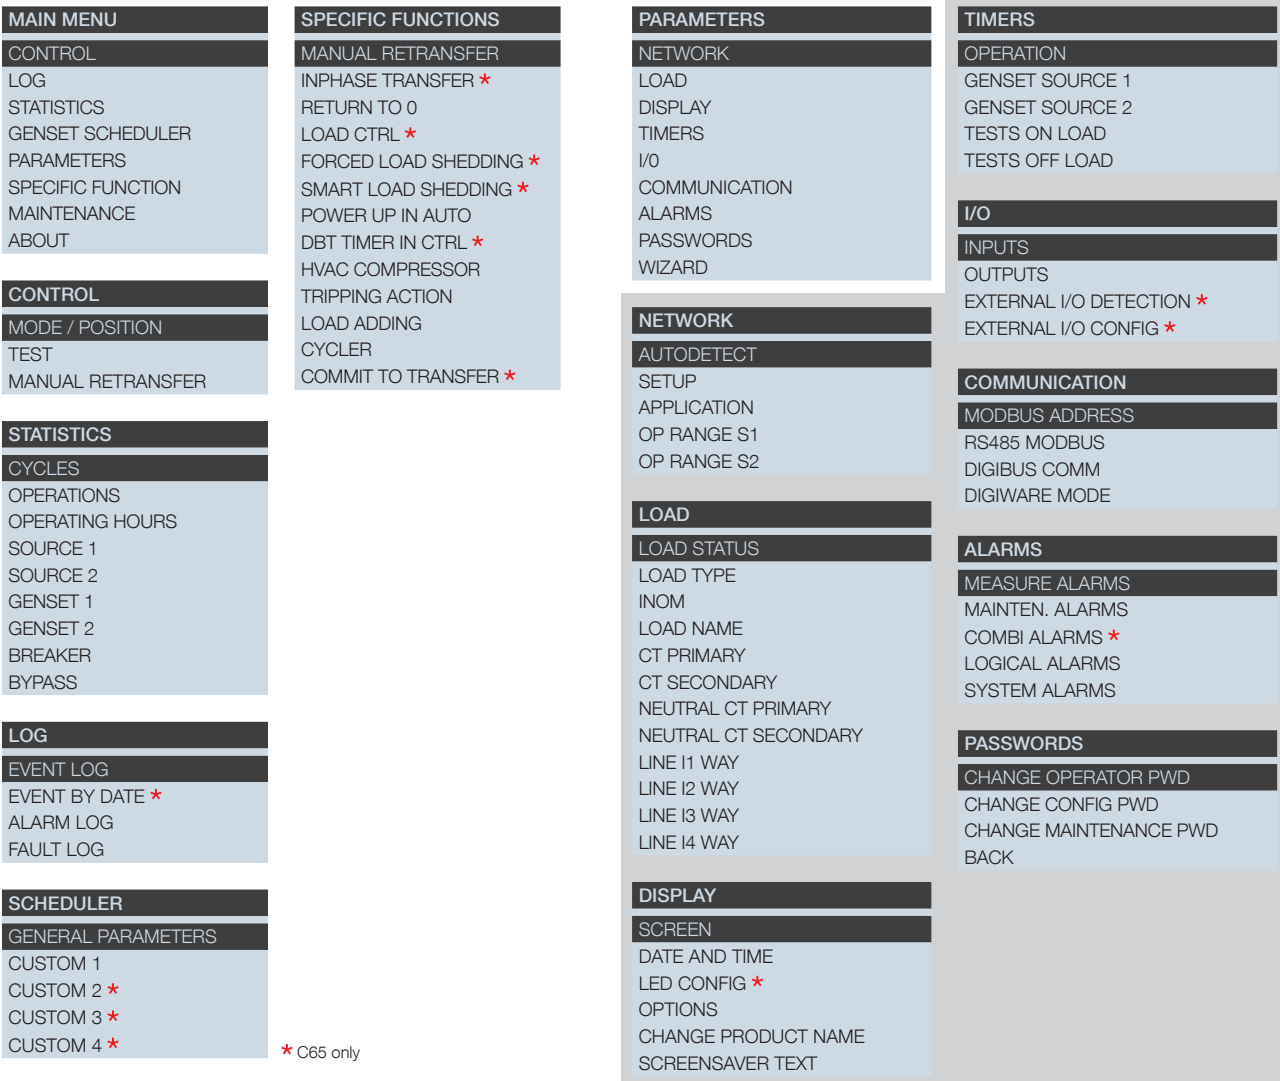 MAIN MENU
CONTROL
LOG
STATISTICS
GENSET SCHEDULER
PARAMETERS
SPECIFIC FUNCTION
MAINTENANCE
ABOUT
CONTROL
MODE / POSITION
TEST
MANUAL RETRANSFER
STATISTICS
CYCLES
OPERATIONS
OPERATING HOURS
SOURCE 1
SOURCE 2
GENSET 1
GENSET 2
BREAKER
BYPASS
LOG
EVENT LOG
EVENT BY DATE *
ALARM LOG
FAULT LOG
SCHEDULER
GENERAL PARAMETERS
CUSTOM 1
CUSTOM 2 *
CUSTOM 3 *
CUSTOM 4 *
SPECIFIC FUNCTIONS
MANUAL RETRANSFER
INPHASE TRANSFER *
RETURN TO 0
LOAD CTRL *
FORCED LOAD SHEDDING *
SMART LOAD SHEDDING *
POWER UP IN AUTO
DBT TIMER IN CTRL *
HVAC COMPRESSOR
TRIPPING ACTION
LOAD ADDING
CYCLER
COMMIT TO TRANSFER *
* C65 only
PARAMETERS
NETWORK
LOAD
DISPLAY
TIMERS
I/0
COMMUNICATION
ALARMS
PASSWORDS
WIZARD
NETWORK
AUTODETECT
SETUP
APPLICATION
OP RANGE S1
OP RANGE S2
LOAD
LOAD STATUS
LOAD TYPE
INOM
LOAD NAME
CT PRIMARY
CT SECONDARY
NEUTRAL CT PRIMARY
NEUTRAL CT SECONDARY
LINE I1 WAY
LINE I2 WAY
LINE I3 WAY
LINE I4 WAY
DISPLAY
SCREEN
DATE AND TIME
LED CONFIG *
OPTIONS
CHANGE PRODUCT NAME
SCREENSAVER TEXT
TIMERS
OPERATION
GENSET SOURCE 1
GENSET SOURCE 2
TESTS ON LOAD
TESTS OFF LOAD
I/O
INPUTS
OUTPUTS
EXTERNAL I/O DETECTION *
EXTERNAL I/O CONFIG *
COMMUNICATION
MODBUS ADDRESS
RS485 MODBUS
DIGIBUS COMM
DIGIWARE MODE
ALARMS
MEASURE ALARMS
MAINTEN. ALARMS
COMBI ALARMS *
LOGICAL ALARMS
SYSTEM ALARMS
PASSWORDS
CHANGE OPERATOR PWD
CHANGE CONFIG PWD
CHANGE MAINTENANCE PWD
BACK